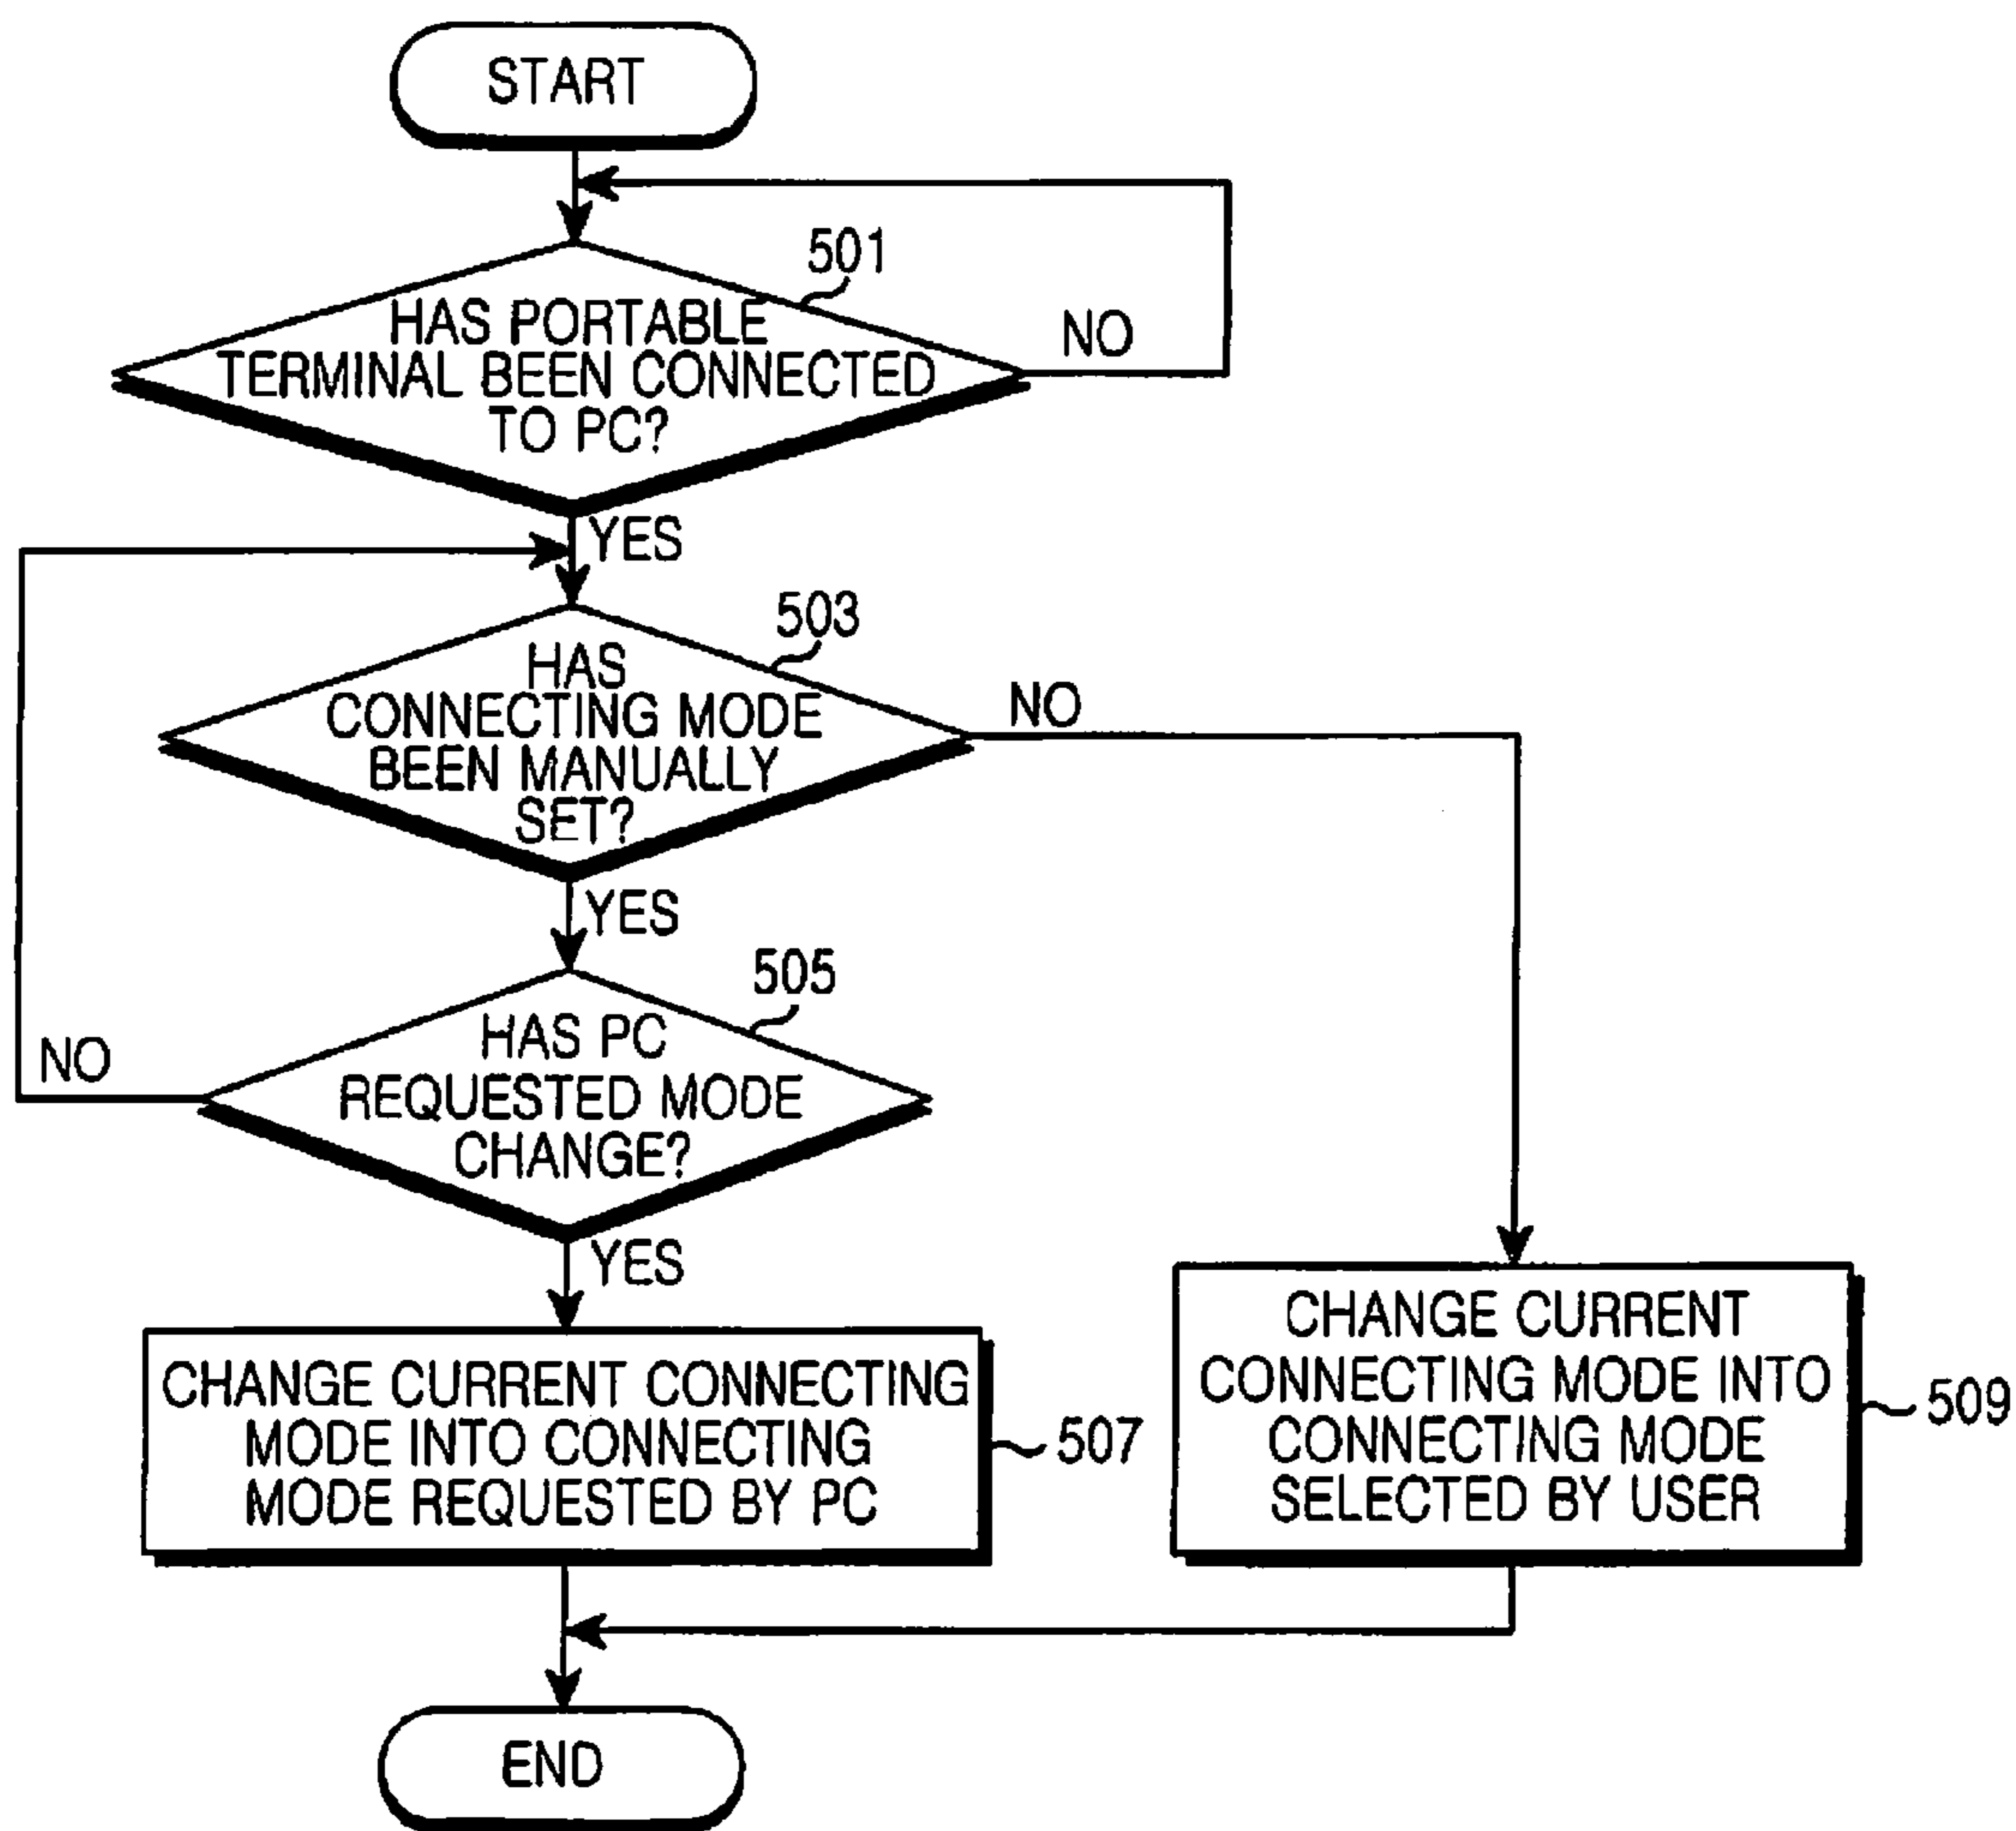 START
501
HAS PORTABLE
TERMINAL BEEN CONNECTED
TO PC?
NO
YES
503
HAS
CONNECTING MODE
BEEN MANUALLY
SET?
NO
YES
505
HAS PC
REQUESTED MODE
CHANGE?
NO
YES
CHANGE CURRENT CONNECTING
MODE INTO CONNECTING
MODE REQUESTED BY PC
507
CHANGE CURRENT
CONNECTING MODE INTO
CONNECTING MODE
SELECTED BY USER
509
END